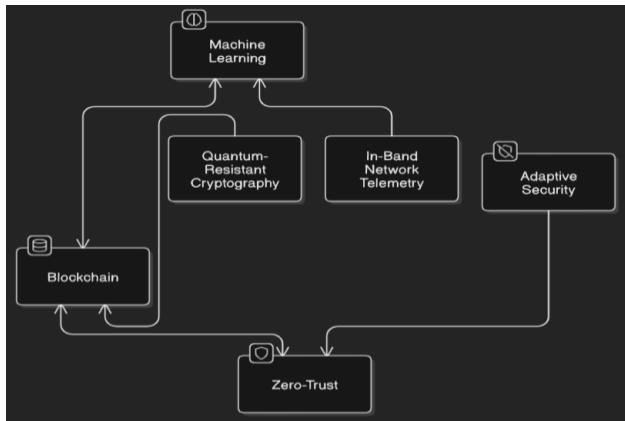 Machine
Learning
Quantum-
Resistant
Cryptography
In-Band
Network
Telemetry
Adaptive
Security
Blockchain
Zero-Trust